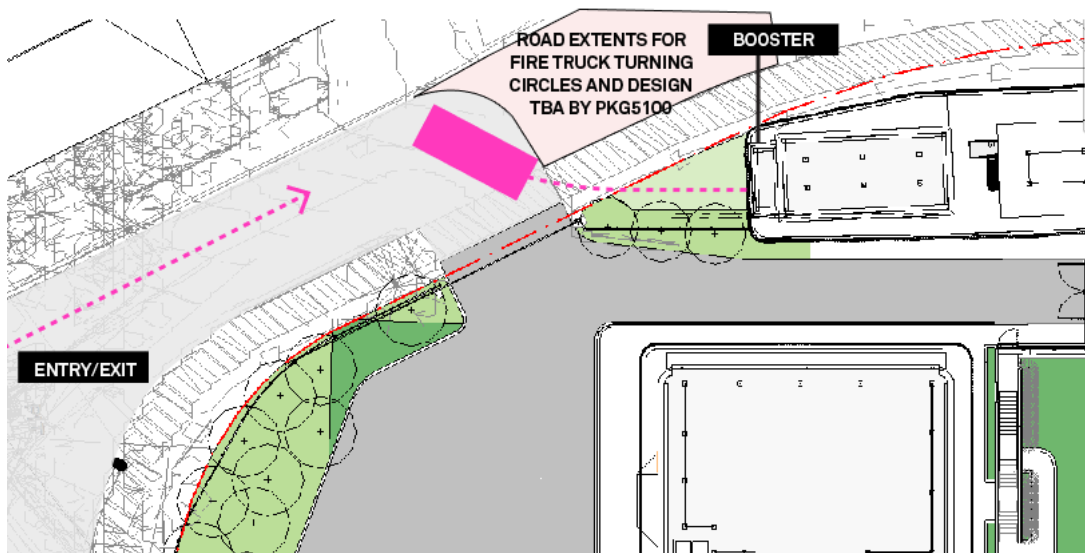 ROAD EXTENTS FOR
FIRE TRUCK TURNING
CIRCLES AND DESIGN
TBA BY PKG5100
BOOSTER
ENTRY/EXIT